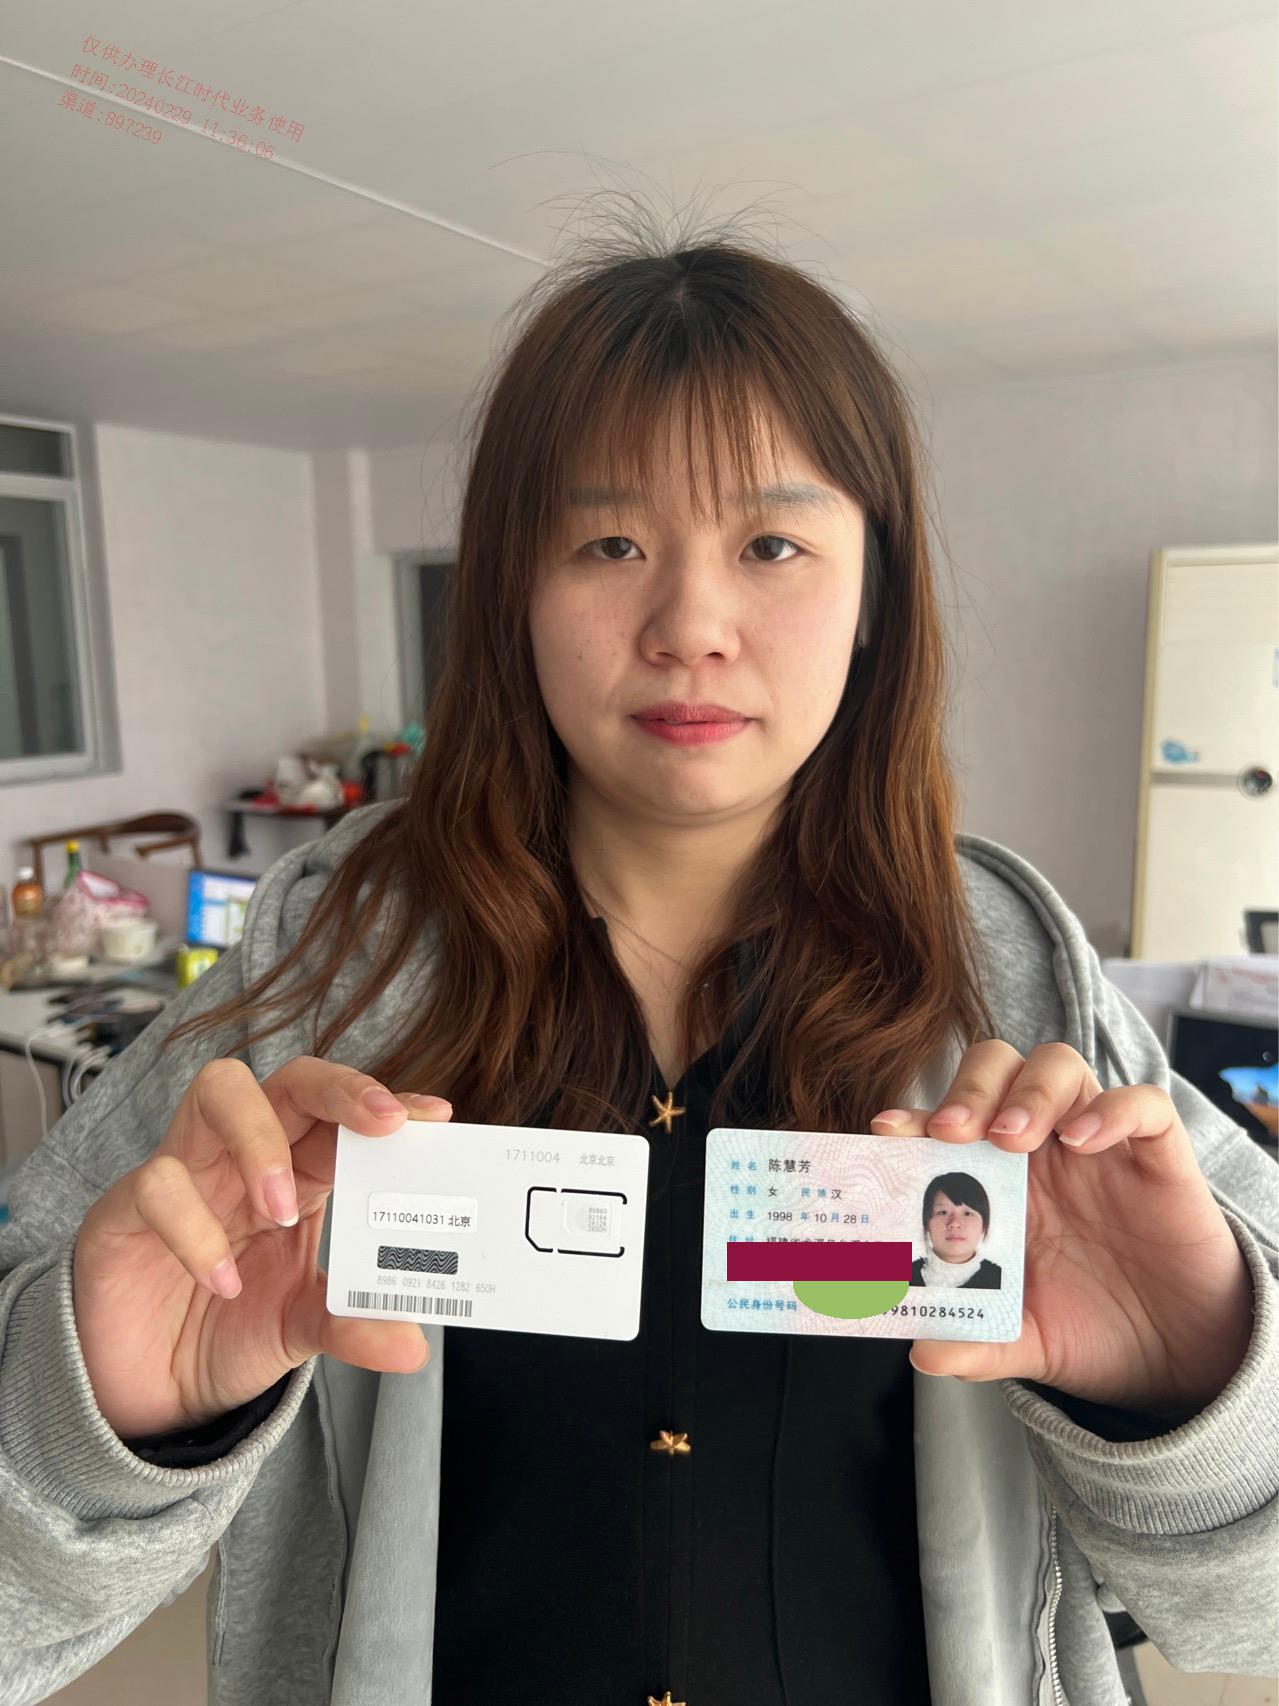 仅供办理长江时代业务使用
时间:20240229 11:36:06
渠道:897239
1711004 北京北京
17110041031 北京
8986 0921 8426 1282 650H
姓名 陈慧芳
性别 女 民族 汉
出生 1998 年 10 月 28 日
住址
公民身份号码 9810284524